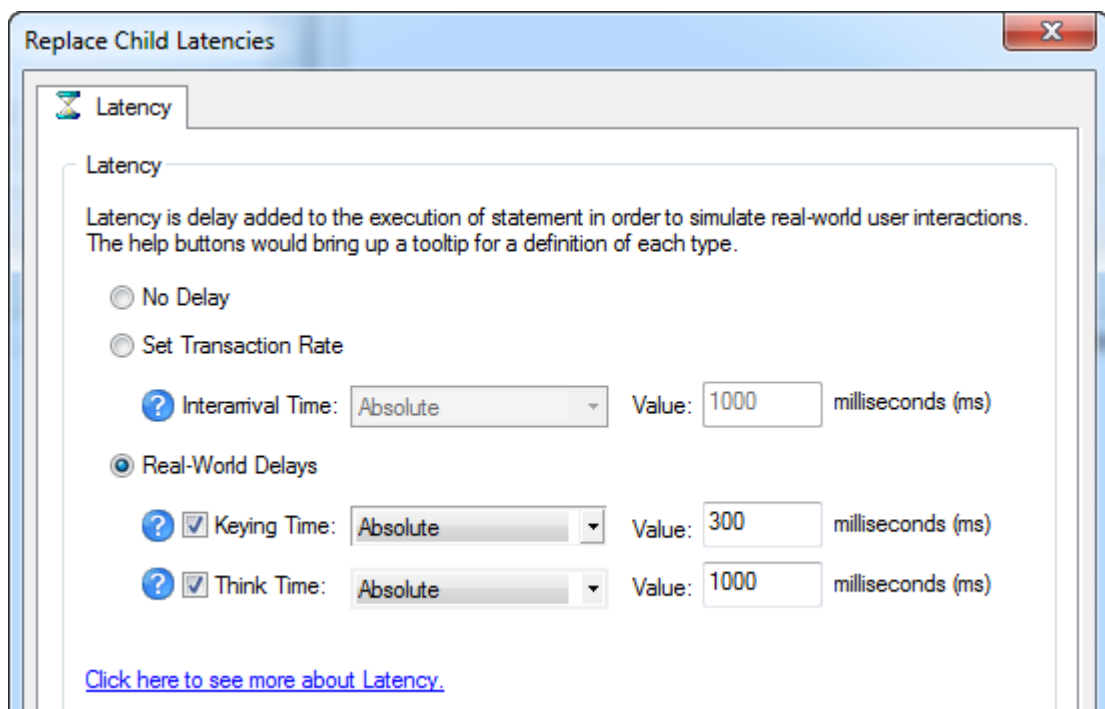 Replace Child Latencies
Latency
Latency
Latency is delay added to the execution of statement in order to simulate real-world user interactions.
The help buttons would bring up a tooltip for a definition of each type.
No Delay
Set Transaction Rate
? Interarrival Time: Absolute Value: 1000 milliseconds (ms)
Real-World Delays
? Keying Time: Absolute Value: 300 milliseconds (ms)
? Think Time: Absolute Value: 1000 milliseconds (ms)
Click here to see more about Latency.